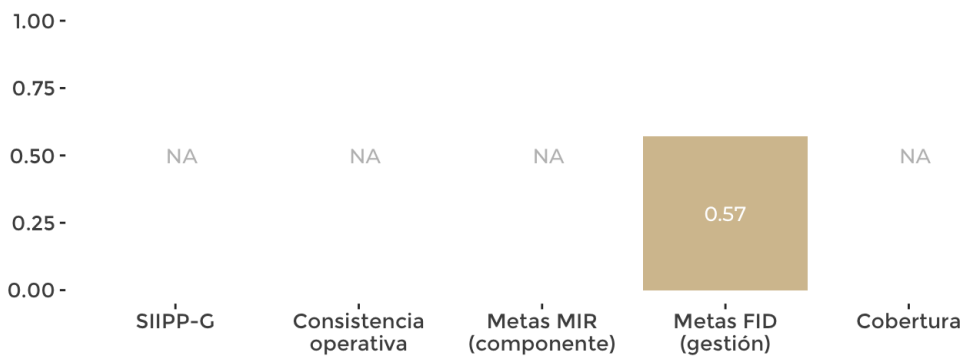 1.00
0.75
0.50
0.25
0.00
NA
NA
NA
0.57
NA
SIIPP-G
Consistencia
operativa
Metas MIR
(componente)
Metas FID
(gestión)
Cobertura